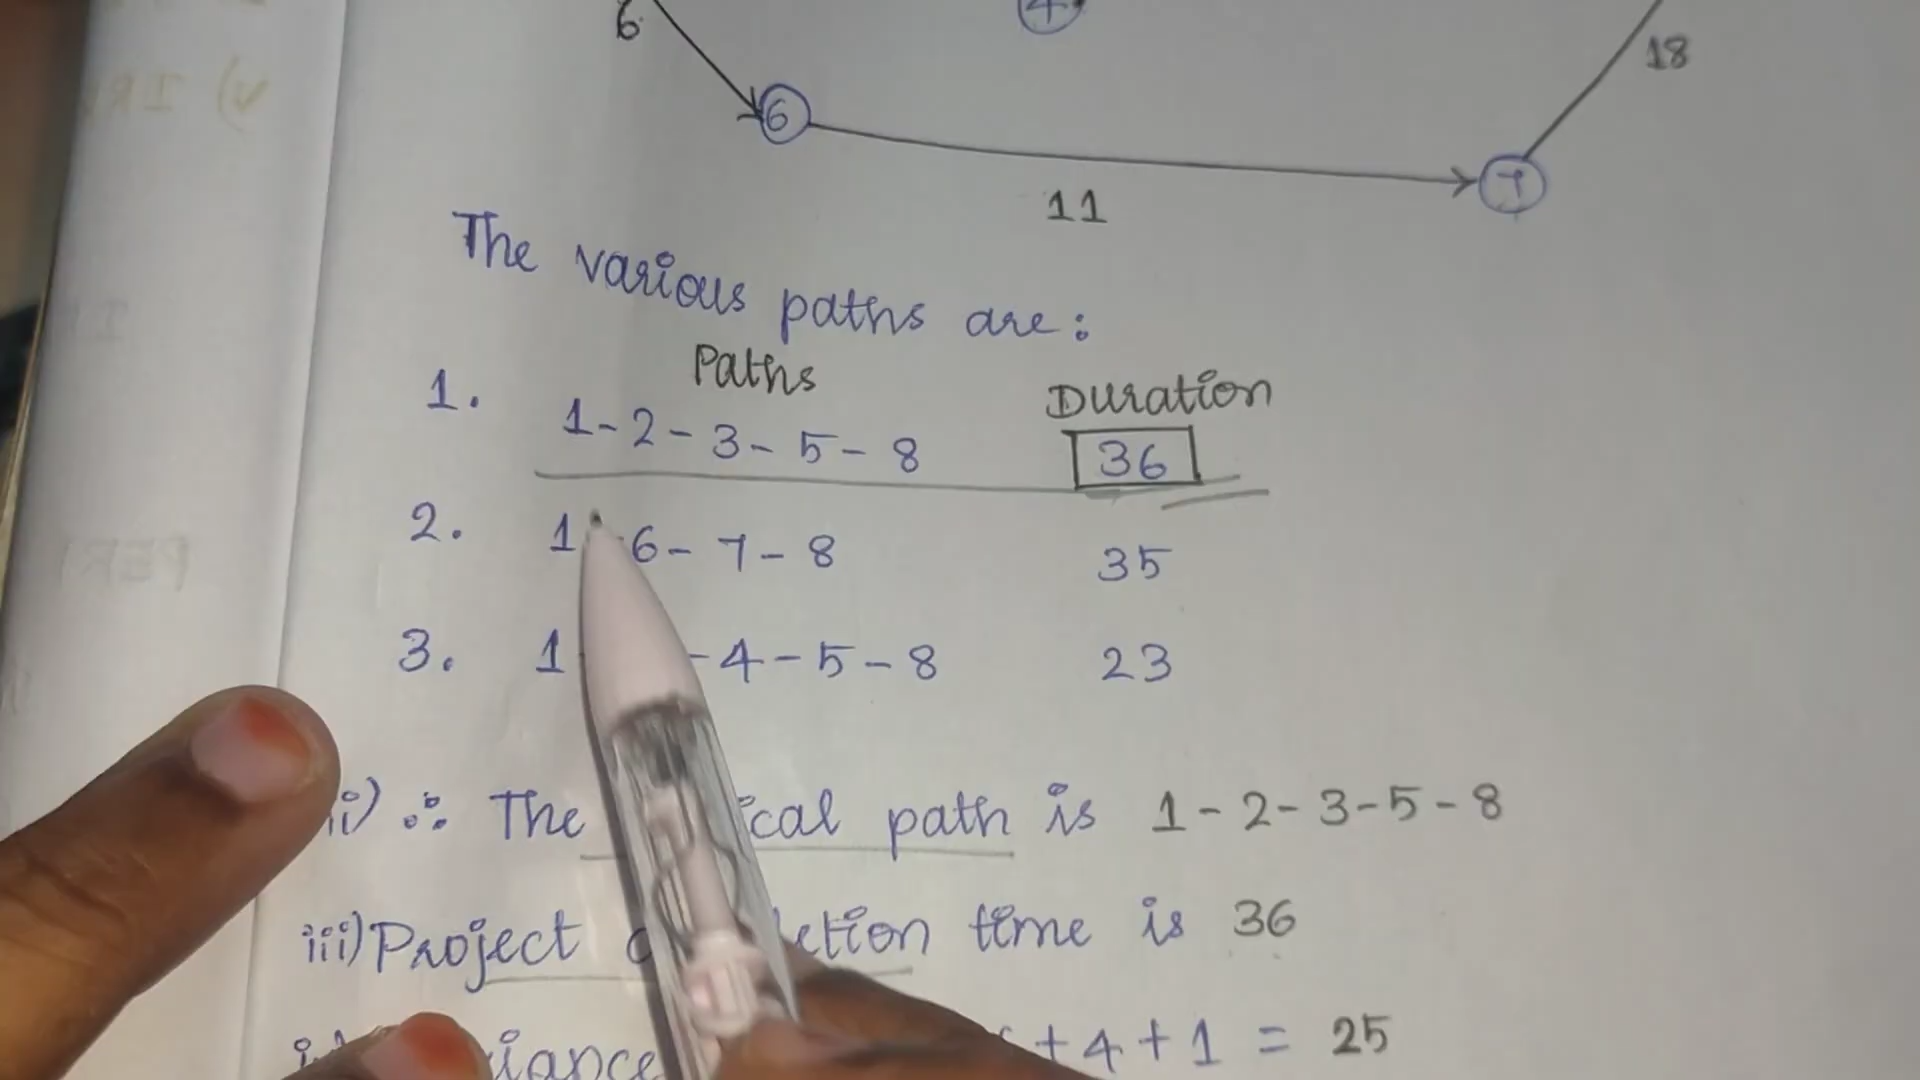 6
4
18
6
7
11
The various paths are:
Paths
Duration
1. 1-2-3-5-8 36
2. 1 6-7-8 35
3. 1 -4-5-8 23
ii) ∴ The path is 1-2-3-5-8
iii) Project time is 36
+4+1 = 25